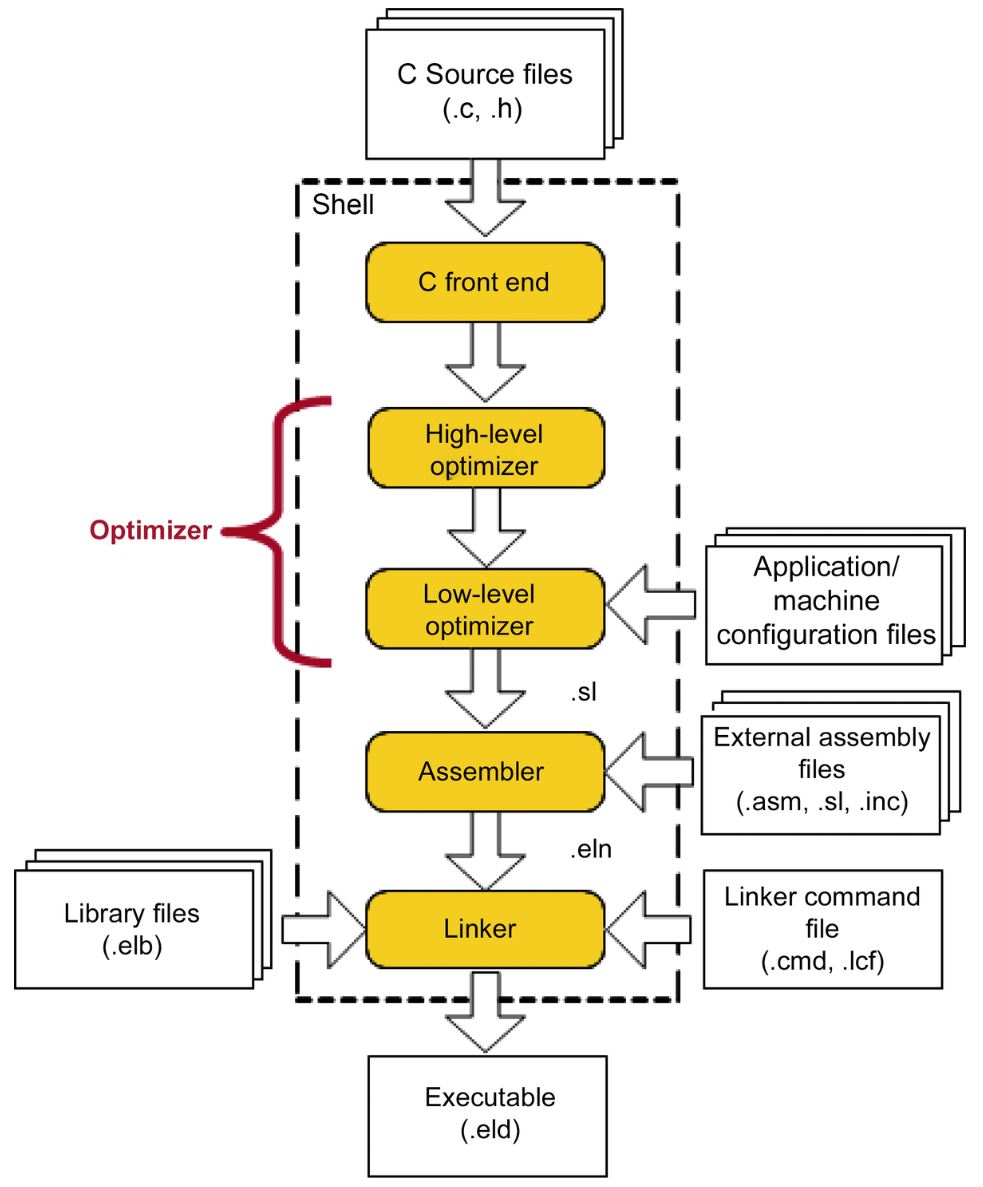 C Source files
(.c, .h)
Shell
C front end
High-level
optimizer
Optimizer
Low-level
optimizer
Application/
machine
configuration files
.sl
Assembler
External assembly
files
(.asm, .sl, .inc)
.eln
Library files
(.elb)
Linker
Linker command
file
(.cmd, .lcf)
Executable
(.eld)